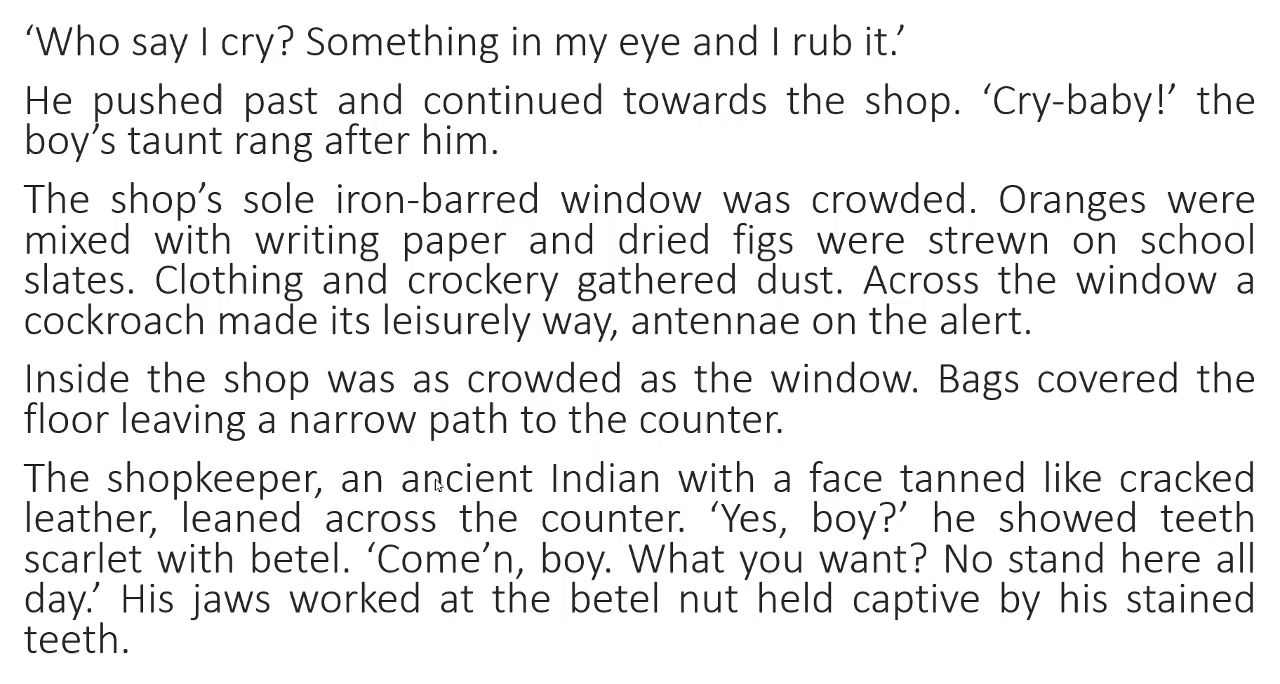 ‘Who say I cry? Something in my eye and I rub it.’
He pushed past and continued towards the shop. ‘Cry-baby!’ the
boy’s taunt rang after him.
The shop’s sole iron-barred window was crowded. Oranges were
mixed with writing paper and dried figs were strewn on school
slates. Clothing and crockery gathered dust. Across the window a
cockroach made its leisurely way, antennae on the alert.
Inside the shop was as crowded as the window. Bags covered the
floor leaving a narrow path to the counter.
The shopkeeper, an ancient Indian with a face tanned like cracked
leather, leaned across the counter. ‘Yes, boy?’ he showed teeth
scarlet with betel. ‘Come’n, boy. What you want? No stand here all
day.’ His jaws worked at the betel nut held captive by his stained
teeth.